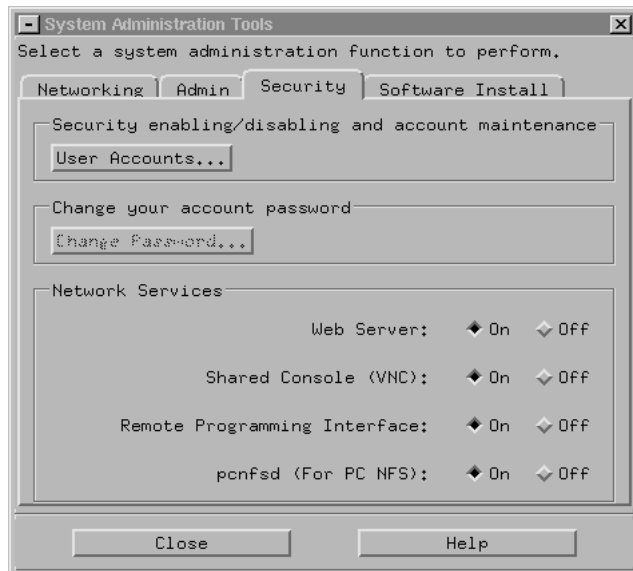 System Administration Tools
Select a system administration function to perform.
Networking Admin Security Software Install
Security enabling/disabling and account maintenance
User Accounts...
Change your account password
Change Password...
Network Services
Web Server: On Off
Shared Console (VNC): On Off
Remote Programming Interface: On Off
pcnfsd (For PC NFS): On Off
Close Help